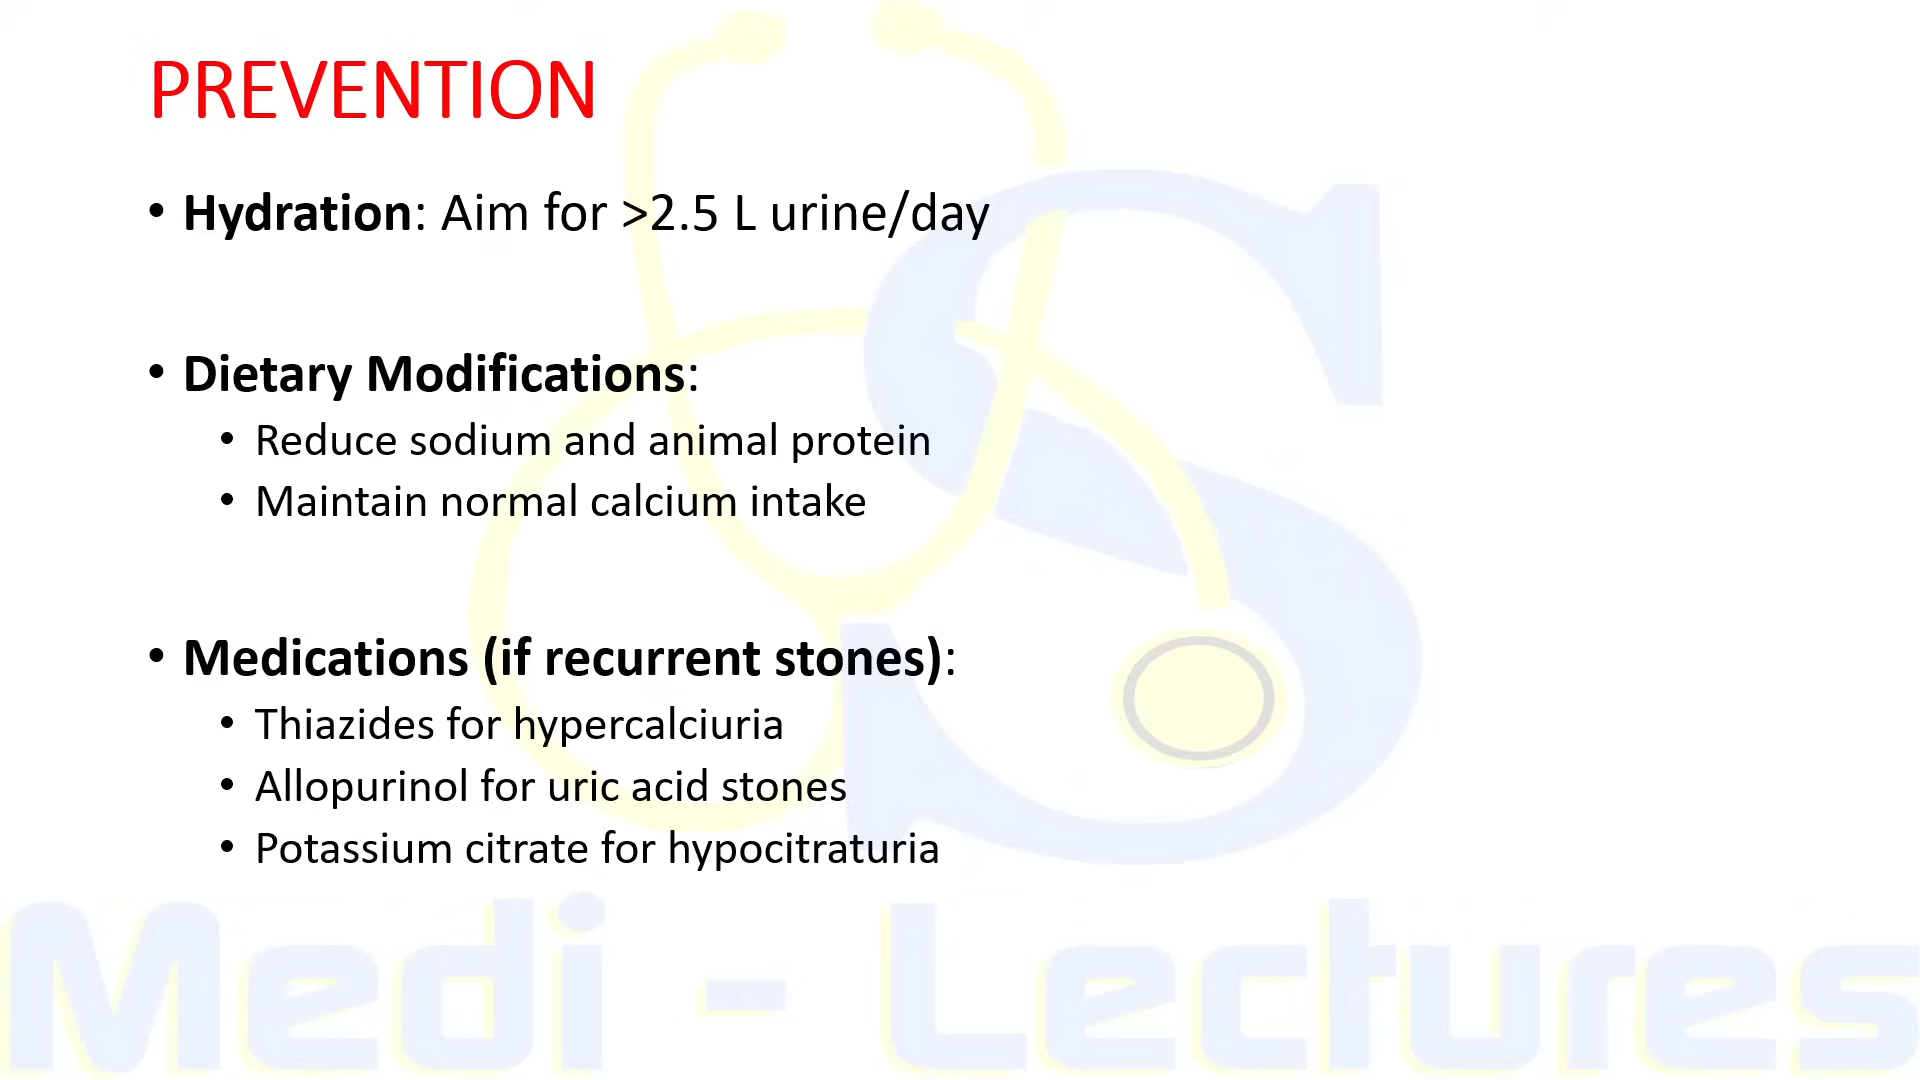 PREVENTION
• Hydration: Aim for >2.5 L urine/day
• Dietary Modifications:
• Reduce sodium and animal protein
• Maintain normal calcium intake
• Medications (if recurrent stones):
• Thiazides for hypercalciuria
• Allopurinol for uric acid stones
• Potassium citrate for hypocitraturia
S
Medi - Lectures